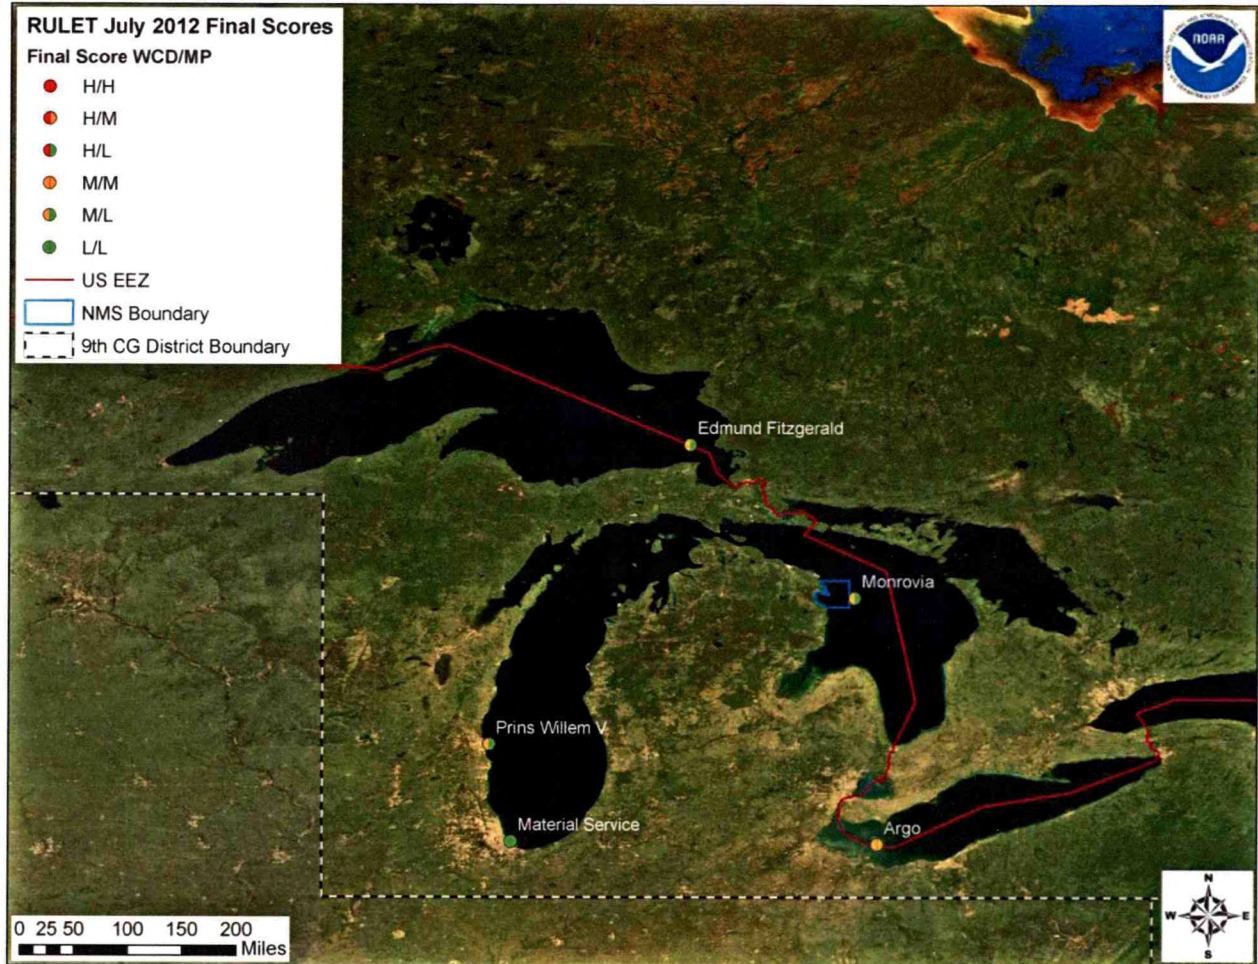 RULET July 2012 Final Scores
Final Score WCD/MP
H/H
H/M
H/L
M/M
M/L
L/L
US EEZ
NMS Boundary
9th CG District Boundary
NOAA
Edmund Fitzgerald
Monrovia
Prins Willem V
Material Service
Argo
0 25 50 100 150 200
Miles
N
W E
S